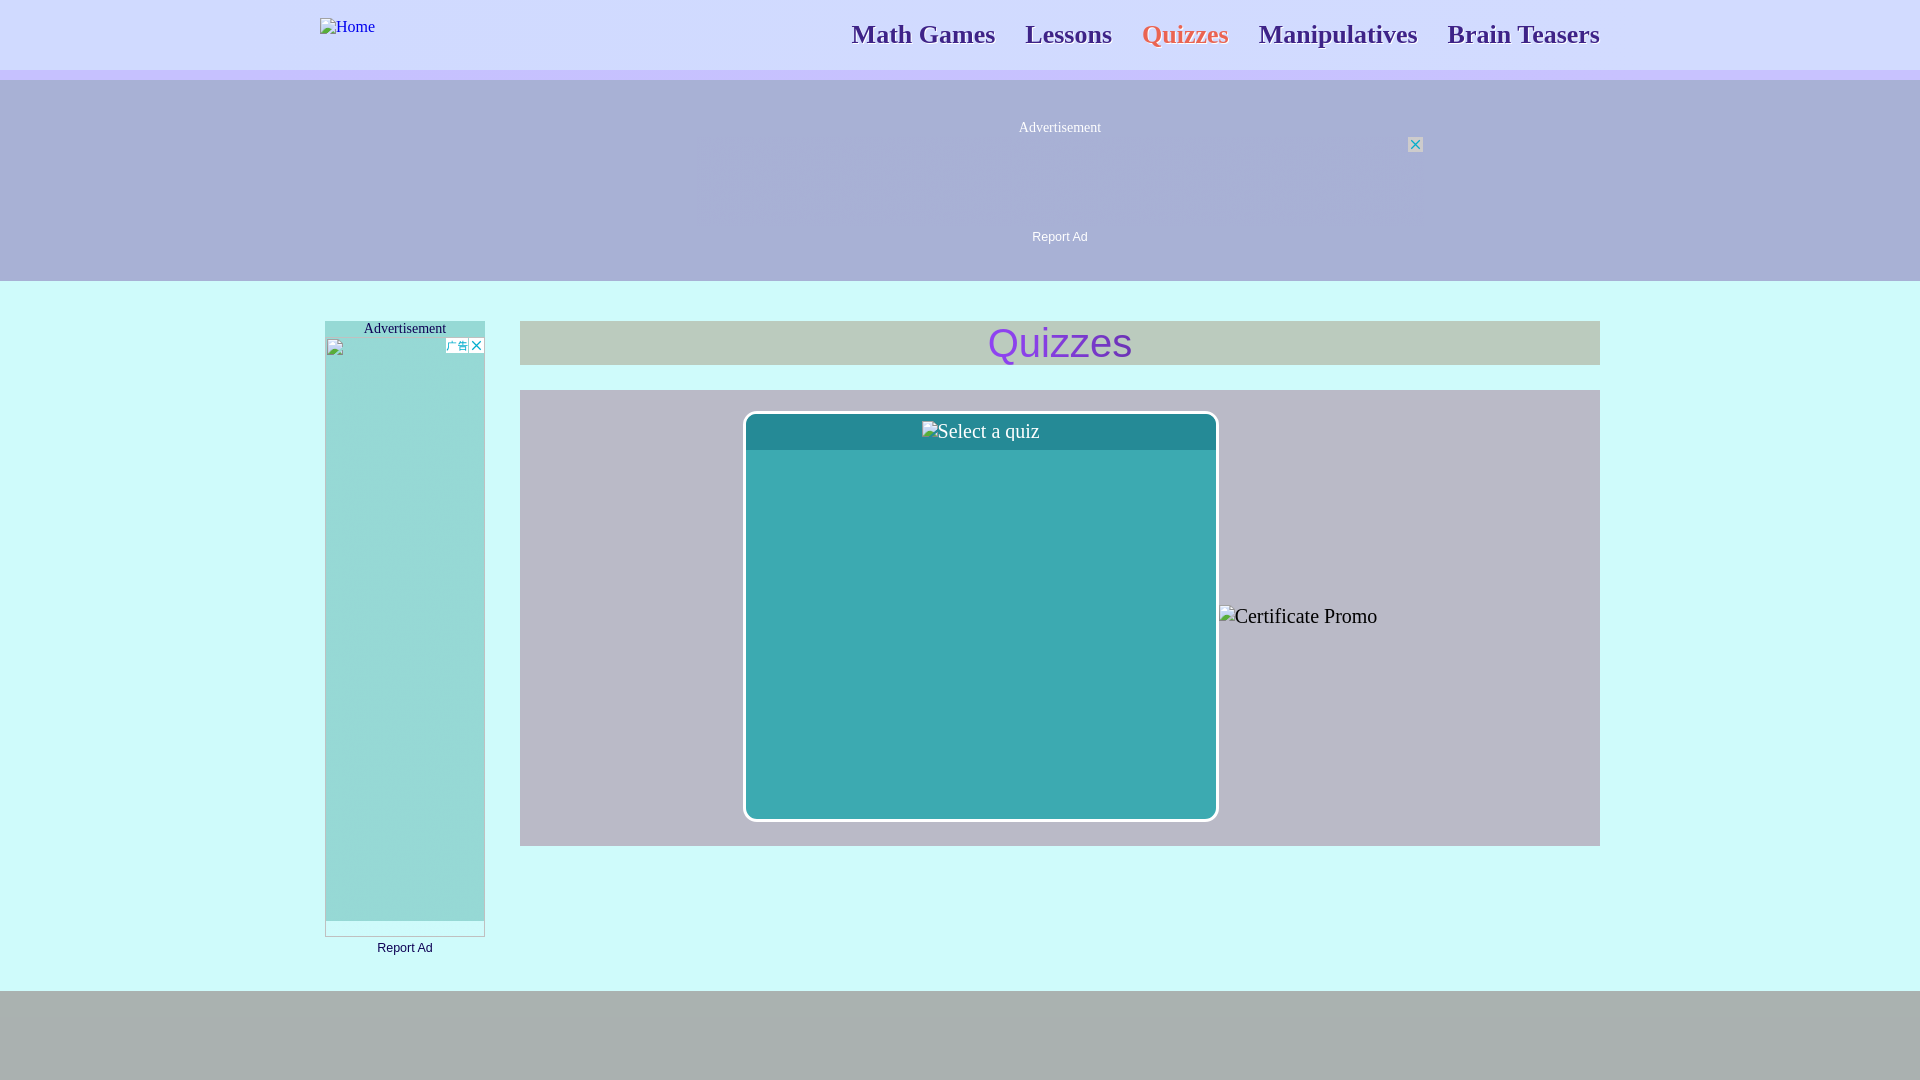 Home
Math Games
Lessons
Quizzes
Manipulatives
Brain Teasers
Advertisement
Report Ad
Advertisement
广告
Report Ad
Quizzes
Select a quiz
Certificate Promo